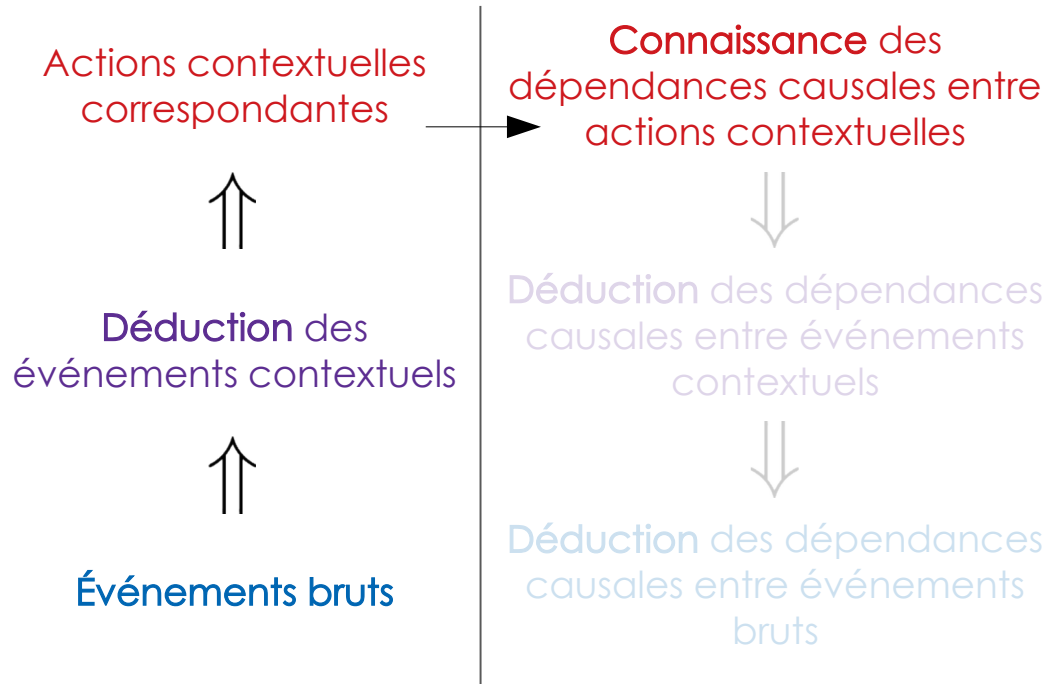 Actions contextuelles
correspondantes
Déduction des
événements contextuels
Événements bruts
Connaissance des
dépendances causales entre
actions contextuelles
Déduction des dépendances
causales entre événements
contextuels
Déduction des dépendances
causales entre événements
bruts